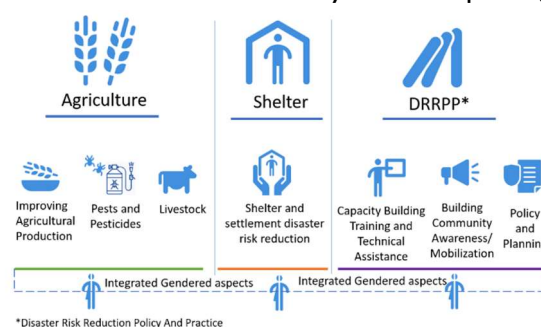 Agriculture
Shelter
DRRPP*
Improving
Agricultural
Production
Pests and
Pesticides
Livestock
Shelter and
settlement disaster
risk reduction
Capacity Building
Training and
Technical
Assistance
Building
Community
Awareness/
Mobilization
Policy
and
Plannin
Integrated Gendered aspects
Integrated Gendered aspects
*Disaster Risk Reduction Policy And Practice